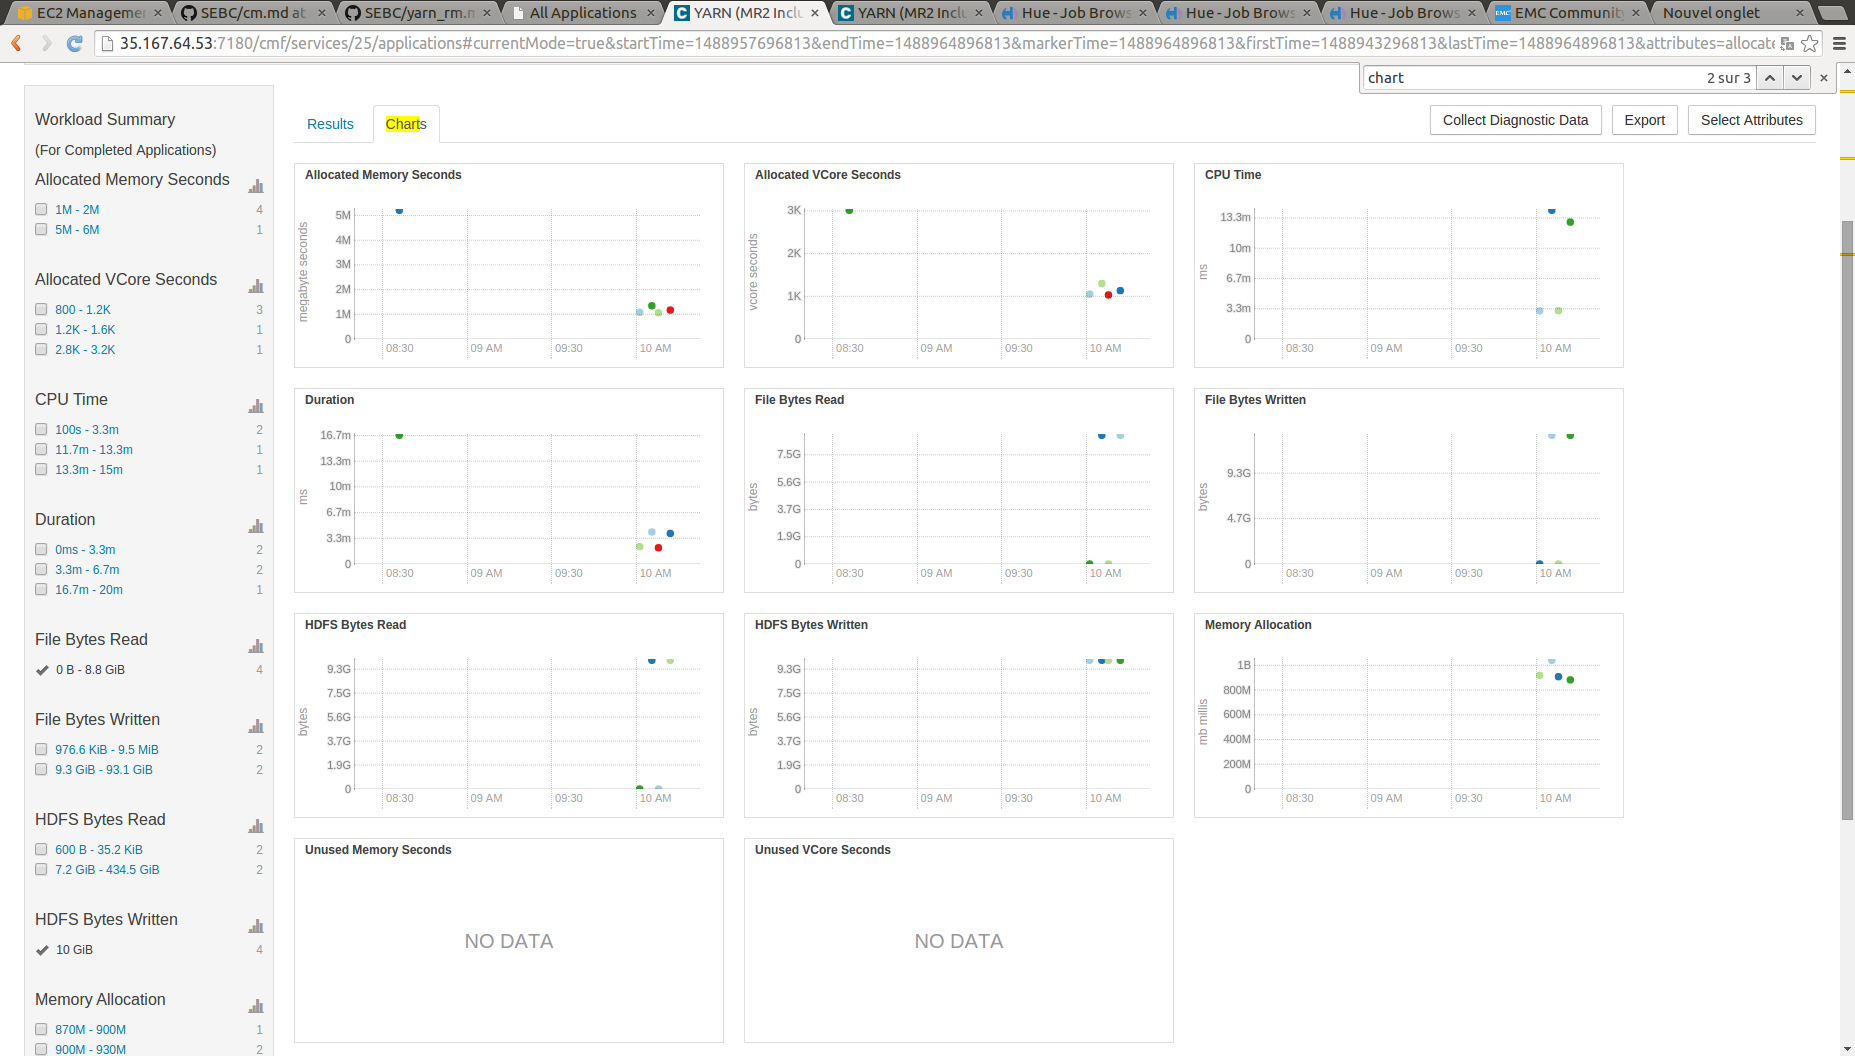 EC2 Managemen
SEBC/cm.md at
SEBC/yarn_rm.m
All Applications
YARN (MR2 Inclu
YARN (MR2 Inclu
Hue - Job Brows
Hue - Job Brows
Hue - Job Brows
EMC Community
Nouvel onglet
35.167.64.53:7180/cmf/services/25/applications#currentMode=true&startTime=1488957696813&endTime=1488964896813&markerTime=1488964896813&firstTime=1488943296813&lastTime=1488964896813&attributes=allocate
chart 2 sur 3
Workload Summary
(For Completed Applications)
Allocated Memory Seconds
1M - 2M 4
5M - 6M 1
Allocated VCore Seconds
800 - 1.2K 3
1.2K - 1.6K 1
2.8K - 3.2K 1
CPU Time
100s - 3.3m 2
11.7m - 13.3m 1
13.3m - 15m 1
Duration
0ms - 3.3m 2
3.3m - 6.7m 2
16.7m - 20m 1
File Bytes Read
0 B - 8.8 GiB 4
File Bytes Written
976.6 KiB - 9.5 MiB 2
9.3 GiB - 93.1 GiB 2
HDFS Bytes Read
600 B - 35.2 KiB 2
7.2 GiB - 434.5 GiB 2
HDFS Bytes Written
10 GiB 4
Memory Allocation
870M - 900M 1
900M - 930M 2
Results Charts
Collect Diagnostic Data Export Select Attributes
Allocated Memory Seconds
megabyte seconds
5M
4M
3M
2M
1M
0
08:30 09 AM 09:30 10 AM
Allocated VCore Seconds
vcore seconds
3K
2K
1K
0
08:30 09 AM 09:30 10 AM
CPU Time
ms
13.3m
10m
6.7m
3.3m
0
08:30 09 AM 09:30 10 AM
Duration
ms
16.7m
13.3m
10m
6.7m
3.3m
0
08:30 09 AM 09:30 10 AM
File Bytes Read
bytes
7.5G
5.6G
3.7G
1.9G
0
08:30 09 AM 09:30 10 AM
File Bytes Written
bytes
9.3G
4.7G
0
08:30 09 AM 09:30 10 AM
HDFS Bytes Read
bytes
9.3G
7.5G
5.6G
3.7G
1.9G
0
08:30 09 AM 09:30 10 AM
HDFS Bytes Written
bytes
9.3G
7.5G
5.6G
3.7G
1.9G
0
08:30 09 AM 09:30 10 AM
Memory Allocation
mb millis
1B
800M
600M
400M
200M
0
08:30 09 AM 09:30 10 AM
Unused Memory Seconds
NO DATA
Unused VCore Seconds
NO DATA